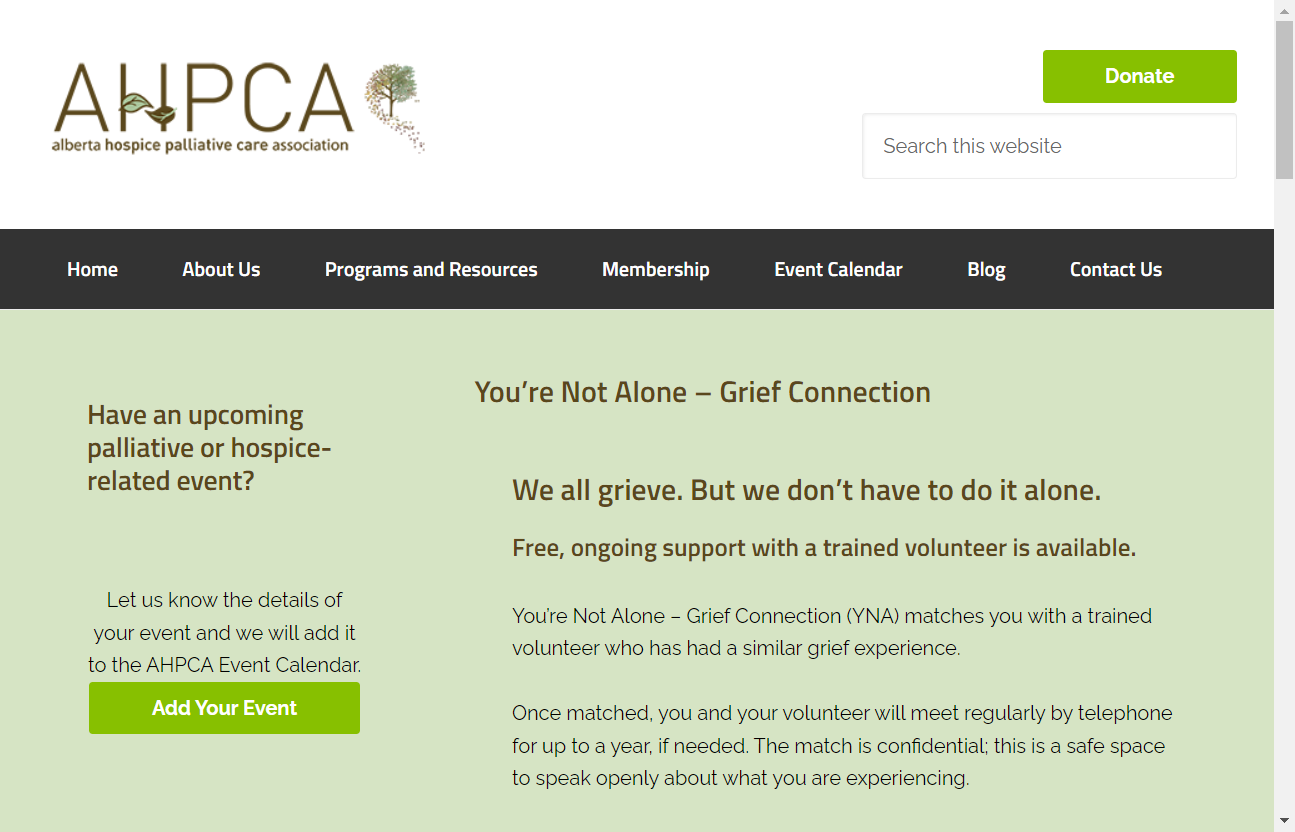 AHPCA
alberta hospice palliative care association
Donate
Search this website
Home About Us Programs and Resources Membership Event Calendar Blog Contact Us
Have an upcoming
palliative or hospice-
related event?
Let us know the details of
your event and we will add it
to the AHPCA Event Calendar.
Add Your Event
You’re Not Alone – Grief Connection
We all grieve. But we don’t have to do it alone.
Free, ongoing support with a trained volunteer is available.
You’re Not Alone – Grief Connection (YNA) matches you with a trained
volunteer who has had a similar grief experience.
Once matched, you and your volunteer will meet regularly by telephone
for up to a year, if needed. The match is confidential; this is a safe space
to speak openly about what you are experiencing.